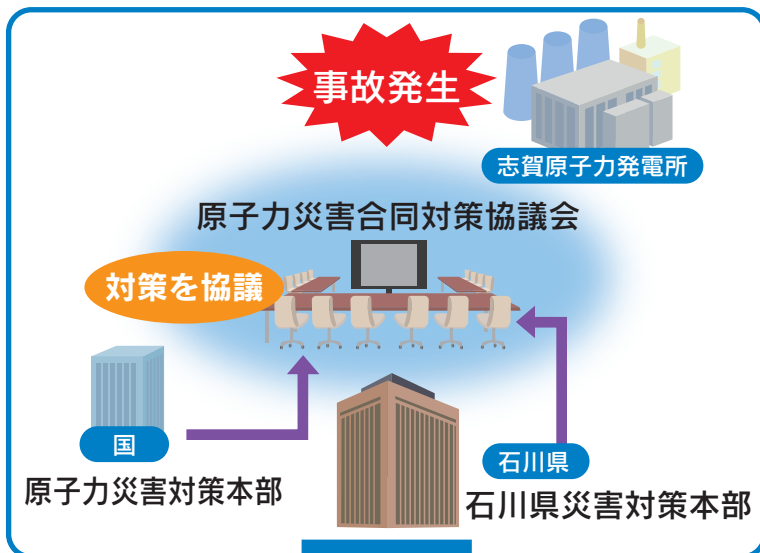 事故発生
志賀原子力発電所
原子力災害合同対策協議会
対策を協議
国
原子力災害対策本部
石川県
石川県災害対策本部